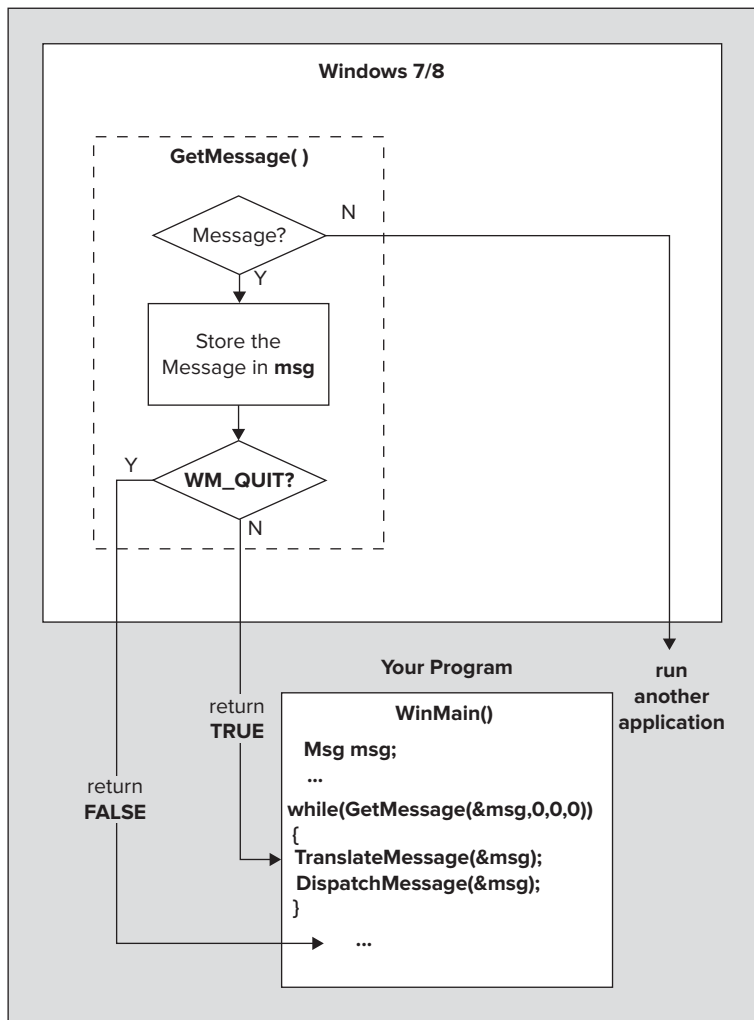 Windows 7/8
GetMessage( )
Message?
N
Y
Store the
Message in msg
WM_QUIT?
Y
N
Your Program
run
another
application
return
TRUE
return
FALSE
WinMain()
Msg msg;
...
while(GetMessage(&msg,0,0,0))
{
TranslateMessage(&msg);
DispatchMessage(&msg);
}
...